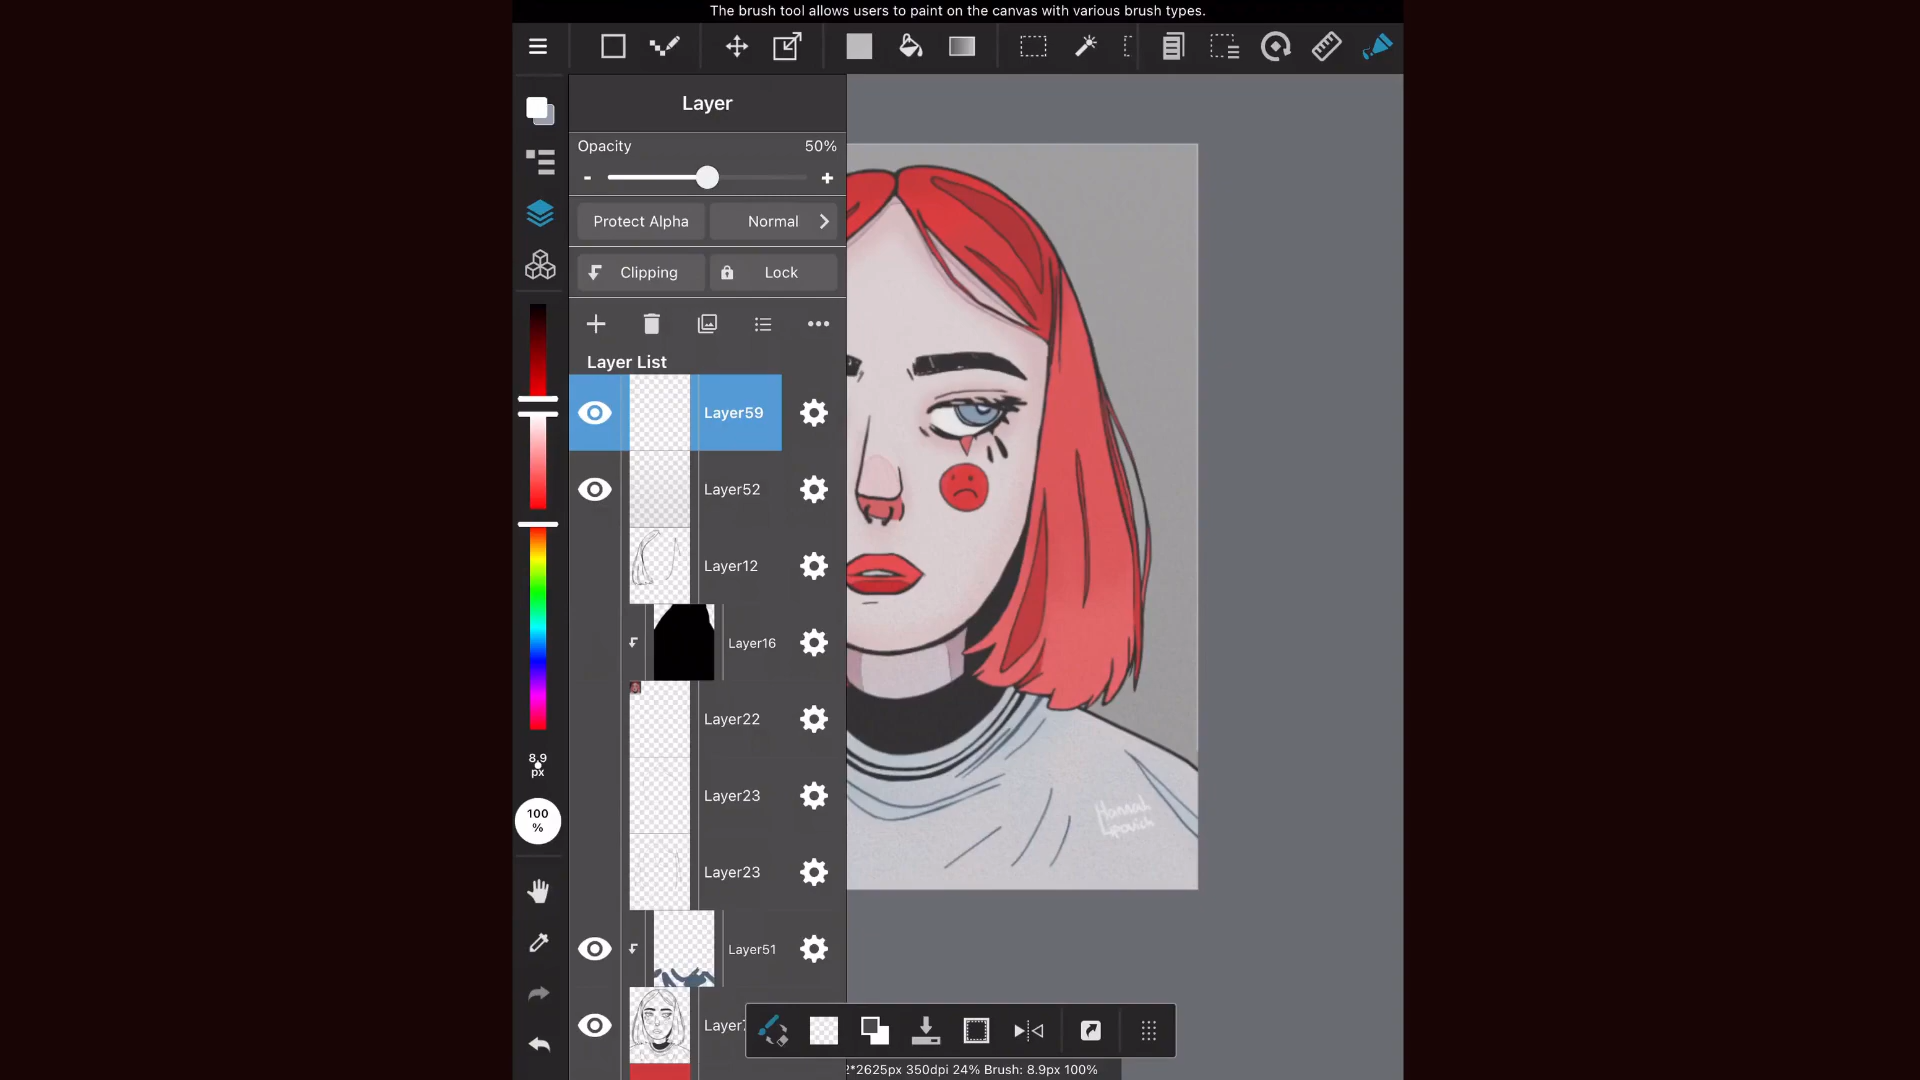 The brush tool allows users to paint on the canvas with various brush types.
Layer
Opacity 50%
- +
Protect Alpha Normal
Clipping Lock
Layer List
Layer59
Layer52
Layer12
Layer16
Layer22
Layer23
Layer23
Layer51
8.9
px
100
%
Hannah
Lipovich
*2625px 350dpi 24% Brush: 8.9px 100%